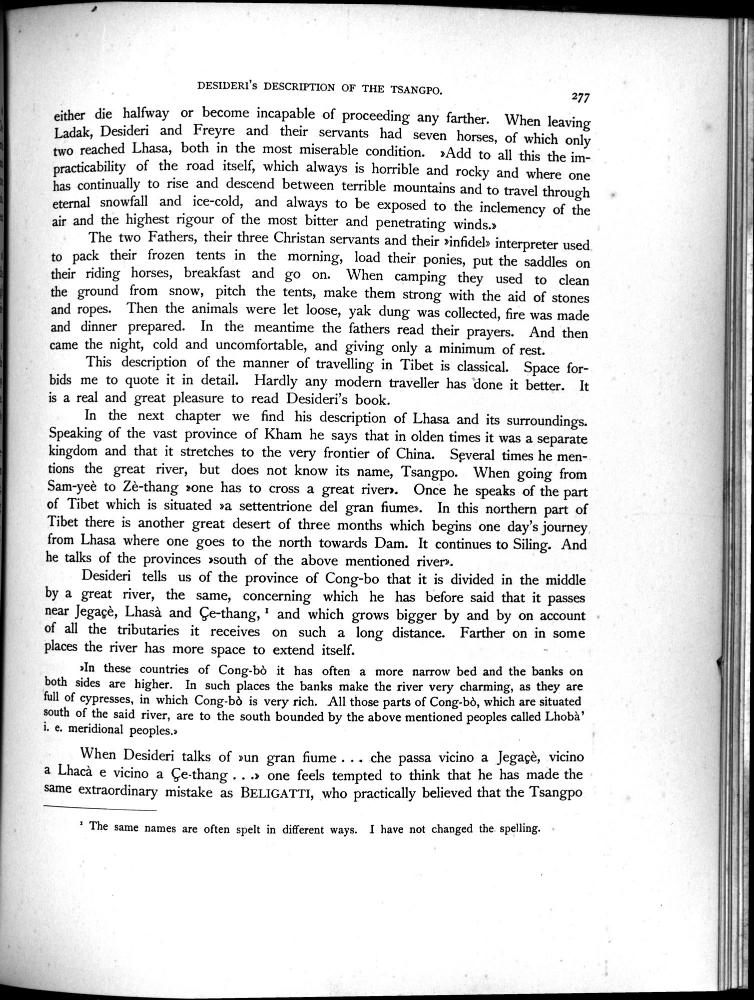 DESIDERI'S DESCRIPTION OF THE TSANGPO.
277
either die halfway or become incapable of proceeding any farther. When leaving
Ladak, Desideri and Freyre and their servants had seven horses, of which only
two reached Lhasa, both in the most miserable condition. »Add to all this the im-
practicability of the road itself, which always is horrible and rocky and where one
has continually to rise and descend between terrible mountains and to travel through
eternal snowfall and ice-cold, and always to be exposed to the inclemency of the
air and the highest rigour of the most bitter and penetrating winds.»
The two Fathers, their three Christan servants and their »infidel» interpreter used
to pack their frozen tents in the morning, load their ponies, put the saddles on
their riding horses, breakfast and go on. When camping they used to clean
the ground from snow, pitch the tents, make them strong with the aid of stones
and ropes. Then the animals were let loose, yak dung was collected, fire was made
and dinner prepared. In the meantime the fathers read their prayers. And then
came the night, cold and uncomfortable, and giving only a minimum of rest.
This description of the manner of travelling in Tibet is classical. Space for-
bids me to quote it in detail. Hardly any modern traveller has done it better. It
is a real and great pleasure to read Desideri's book.
In the next chapter we find his description of Lhasa and its surroundings.
Speaking of the vast province of Kham he says that in olden times it was a separate
kingdom and that it stretches to the very frontier of China. Several times he men-
tions the great river, but does not know its name, Tsangpo. When going from
Sam-yeè to Zè-thang »one has to cross a great river». Once he speaks of the part
of Tibet which is situated »a settentrione del gran fiume». In this northern part of
Tibet there is another great desert of three months which begins one day's journey
from Lhasa where one goes to the north towards Dam. It continues to Siling. And
he talks of the provinces »south of the above mentioned river».
Desideri tells us of the province of Cong-bo that it is divided in the middle
by a great river, the same, concerning which he has before said that it passes
near Jegaçè, Lhasà and Çe-thang, ¹ and which grows bigger by and by on account
of all the tributaries it receives on such a long distance. Farther on in some
places the river has more space to extend itself.
»In these countries of Cong-bò it has often a more narrow bed and the banks on
both sides are higher. In such places the banks make the river very charming, as they are
full of cypresses, in which Cong-bò is very rich. All those parts of Cong-bò, which are situated
south of the said river, are to the south bounded by the above mentioned peoples called Lhobà'
i. e. meridional peoples.»
When Desideri talks of »un gran fiume . . . che passa vicino a Jegaçè, vicino
a Lhacà e vicino a Çe-thang . . .» one feels tempted to think that he has made the
same extraordinary mistake as BELIGATTI, who practically believed that the Tsangpo
¹ The same names are often spelt in different ways. I have not changed the spelling.